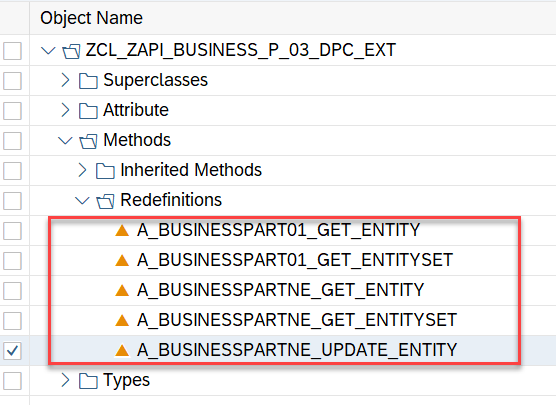 Object Name
ZCL_ZAPI_BUSINESS_P_03_DPC_EXT
Superclasses
Attribute
Methods
Inherited Methods
Redefinitions
A_BUSINESSPART01_GET_ENTITY
A_BUSINESSPART01_GET_ENTITYSET
A_BUSINESSPARTNE_GET_ENTITY
A_BUSINESSPARTNE_GET_ENTITYSET
A_BUSINESSPARTNE_UPDATE_ENTITY
Types